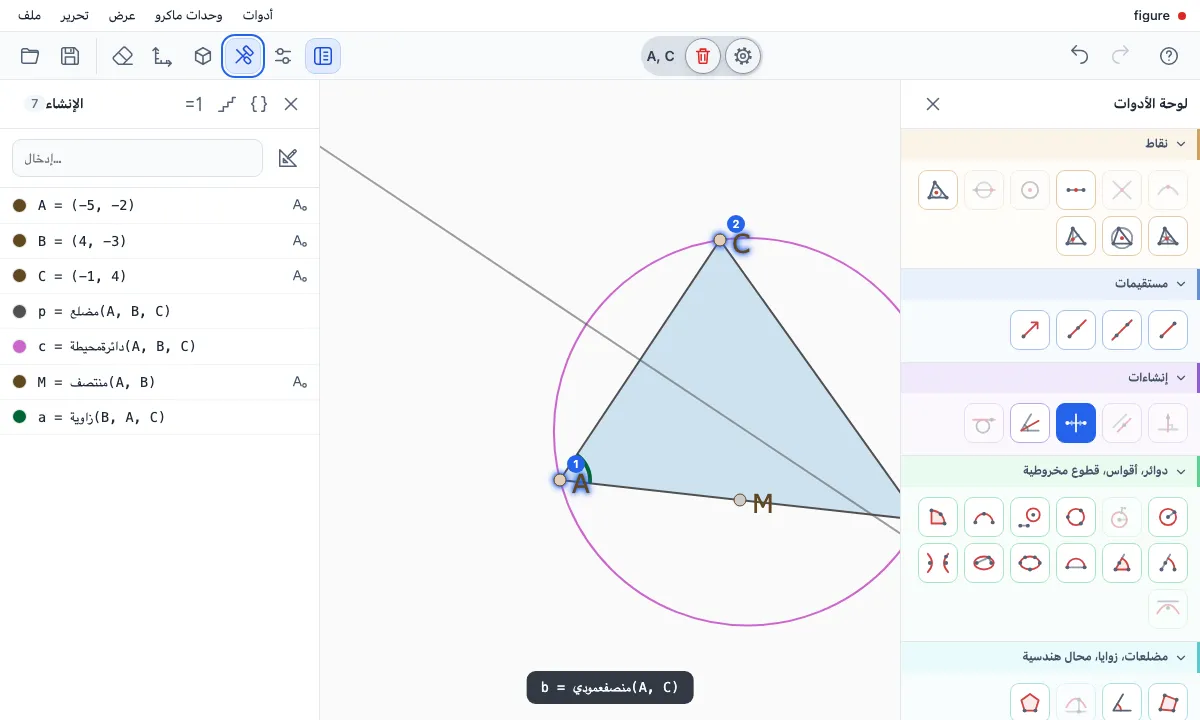 ملف تحرير عرض وحدات ماكرو أدوات
figure
A, C
الإنشاء 7
=1
{}
إدخال...
A = (−5, −2)
B = (4, −3)
C = (−1, 4)
p = مضلع(A, B, C)
c = دائرةمحيطة(A, B, C)
M = منتصف(A, B)
a = زاوية(B, A, C)
2
C
1
A
M
b = منصفعمودي(A, C)
لوحة الأدوات
نقاط
مستقيمات
إنشاءات
دوائر، أقواس، قطوع مخروطية
مضلعات، زوايا، محال هندسية